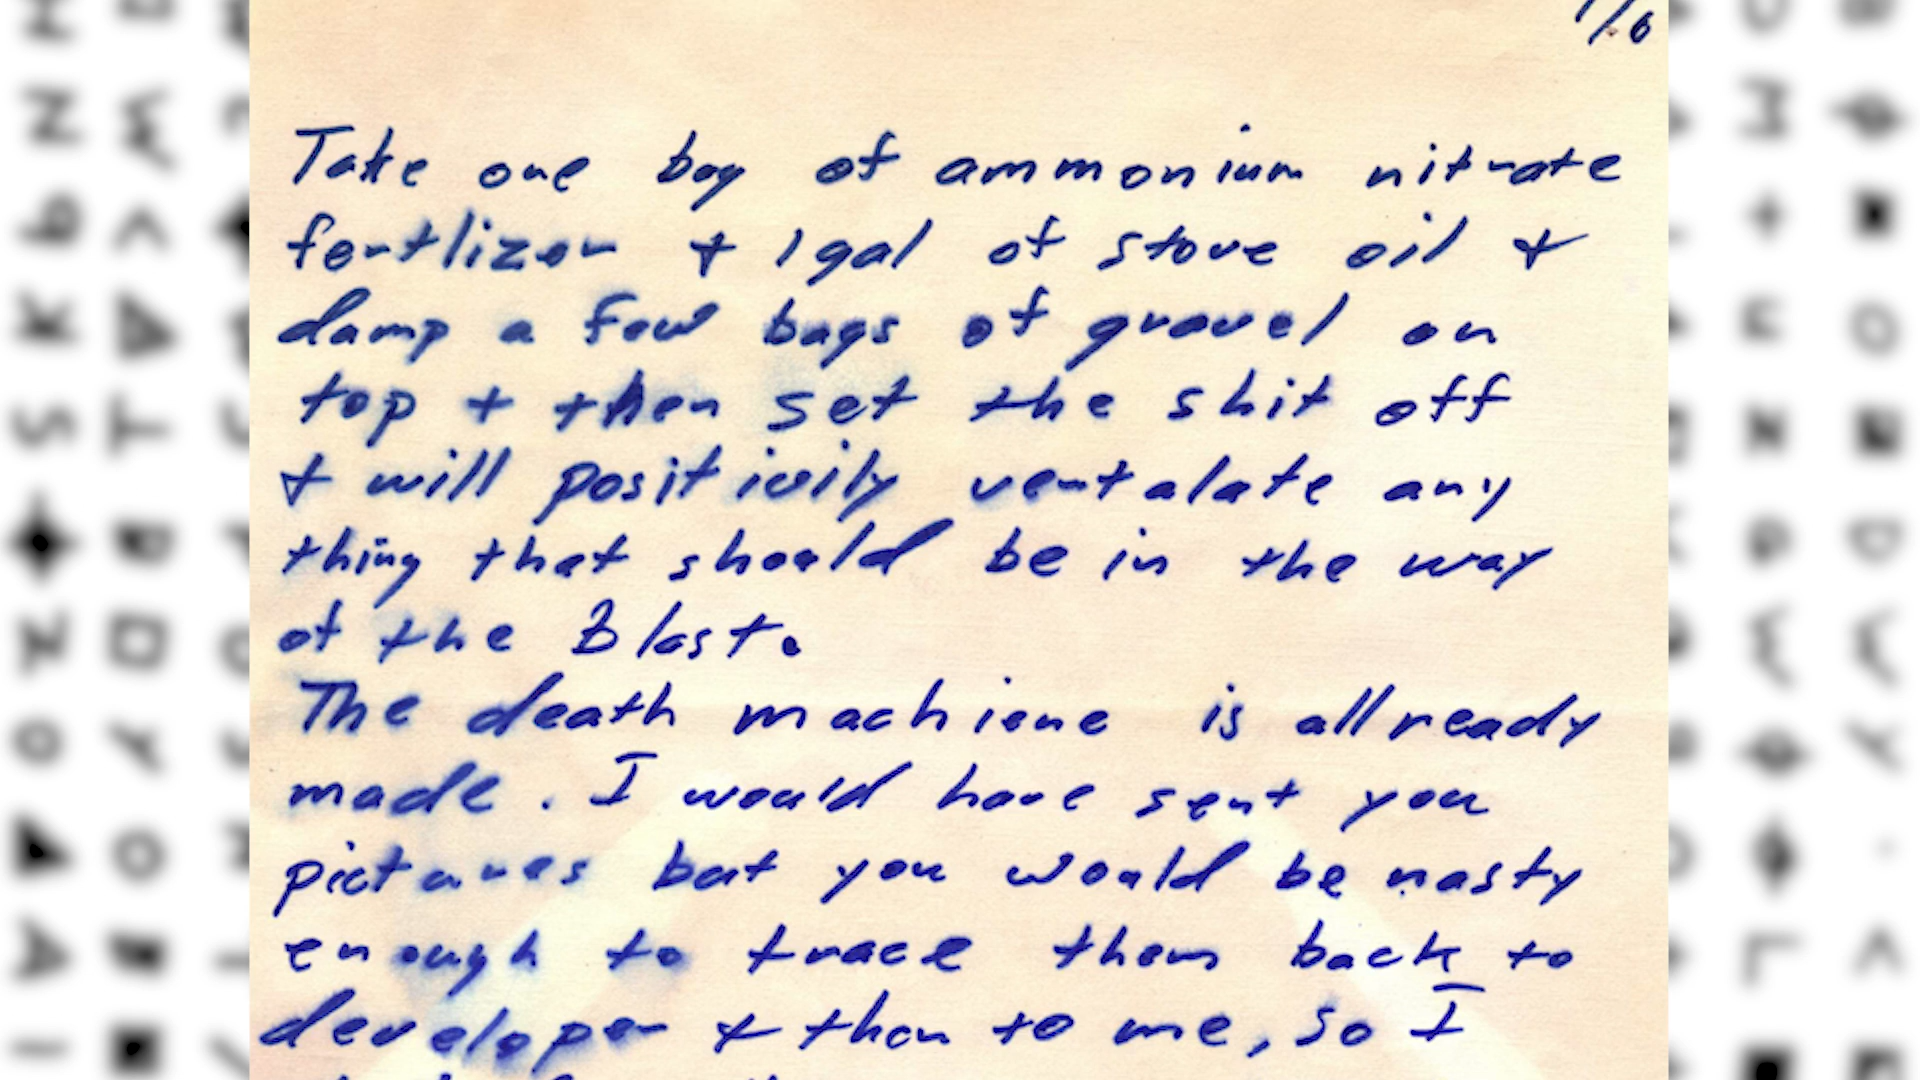 1/6
Take one bag of ammonium nitrate
fertlizer + 1 gal of stove oil +
damp a few bags of gravel on
top + then set the shit off
+ will positivily ventalate any
thing that should be in the way
of the Blast.
The death machiene is allready
made. I would have sent you
pictures but you would be nasty
enough to trace them back to
developer + then to me, so I